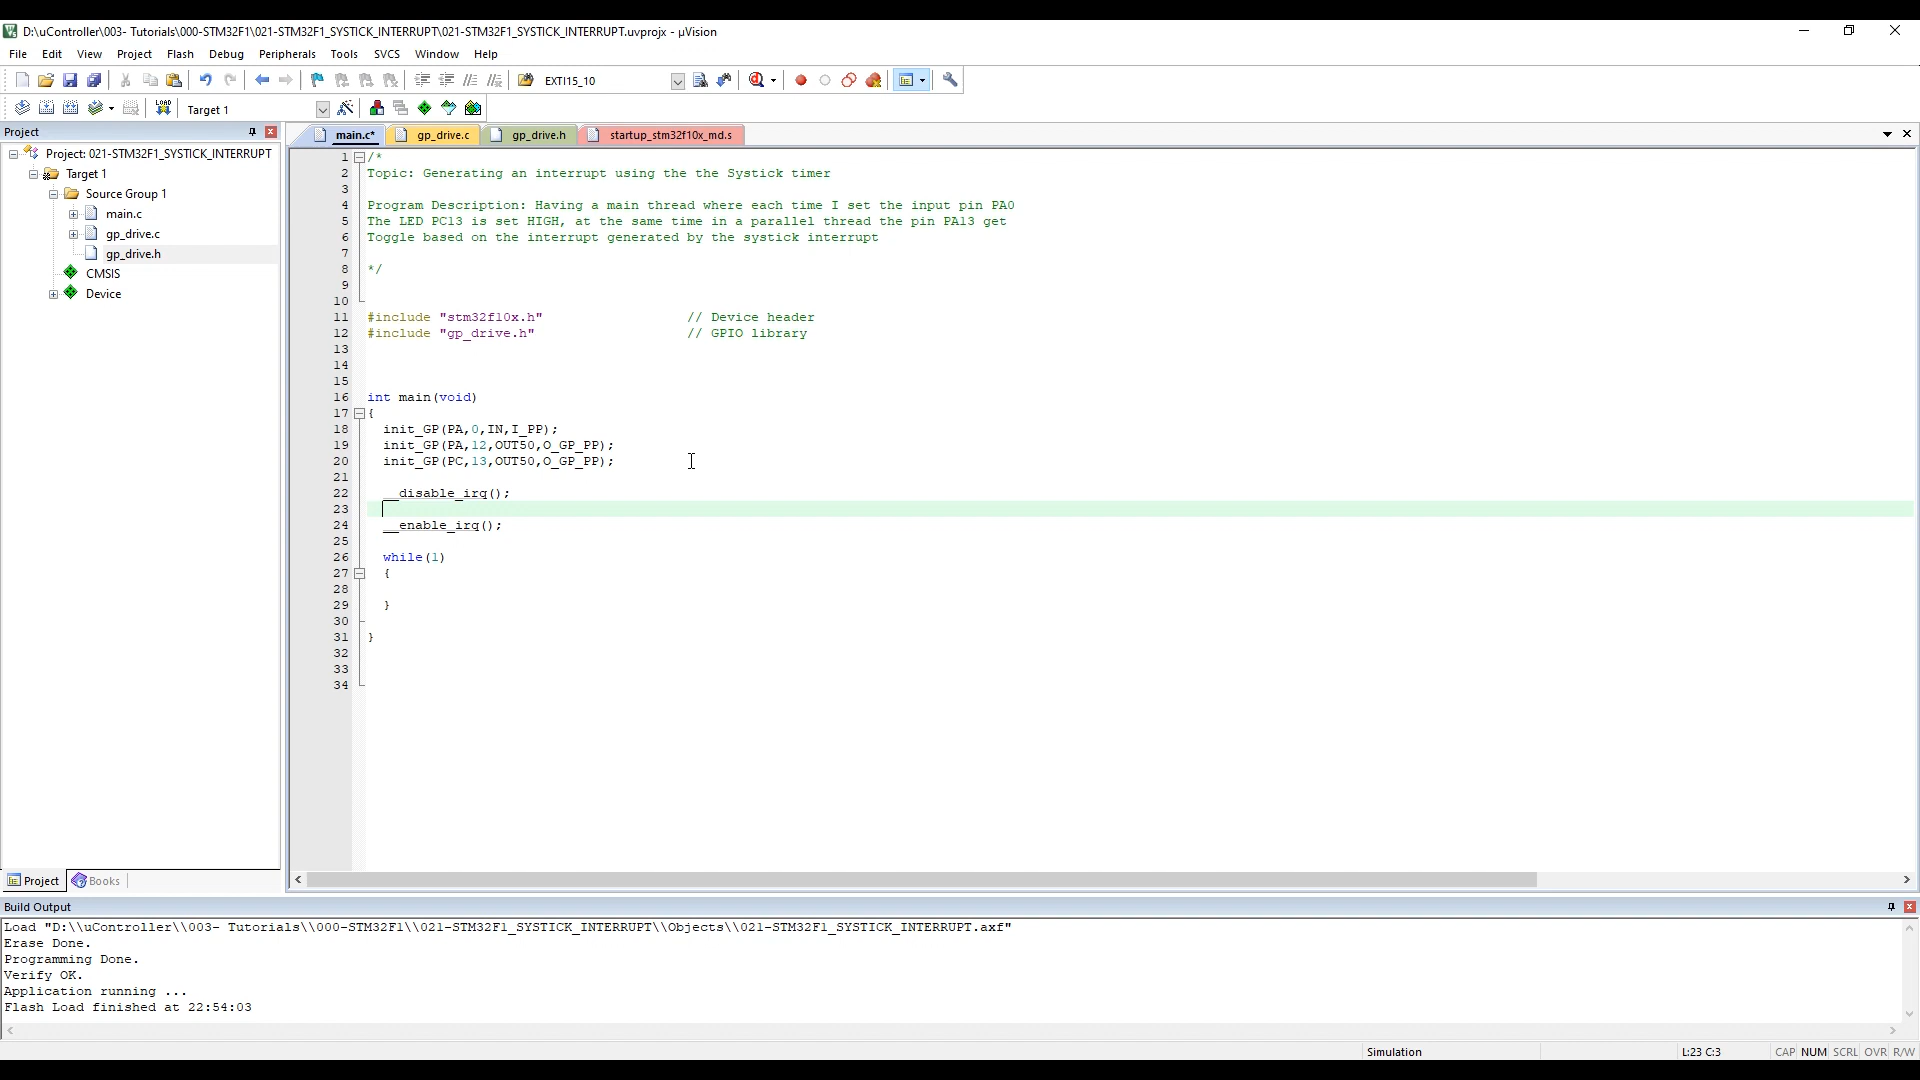 D:\uController\003- Tutorials\000-STM32F1\021-STM32F1_SYSTICK_INTERRUPT\021-STM32F1_SYSTICK_INTERRUPT.uvprojx - µVision
File Edit View Project Flash Debug Peripherals Tools SVCS Window Help
EXTI15_10
LOAD Target 1
Project
main.c* gp_drive.c gp_drive.h startup_stm32f10x_md.s
Project: 021-STM32F1_SYSTICK_INTERRUPT
Target 1
Source Group 1
main.c
gp_drive.c
gp_drive.h
CMSIS
Device
1 /*
2 Topic: Generating an interrupt using the the Systick timer
3
4 Program Description: Having a main thread where each time I set the input pin PA0
5 The LED PC13 is set HIGH, at the same time in a parallel thread the pin PA13 get
6 Toggle based on the interrupt generated by the systick interrupt
7
8 */
9
10
11 #include "stm32f10x.h" // Device header
12 #include "gp_drive.h" // GPIO library
13
14
15
16 int main(void)
17 {
18 init_GP(PA,0,IN,I_PP);
19 init_GP(PA,12,OUT50,O_GP_PP);
20 init_GP(PC,13,OUT50,O_GP_PP);
21
22 __disable_irq();
23
24 __enable_irq();
25
26 while(1)
27 {
28
29 }
30
31 }
32
33
34
Project Books
Build Output
Load "D:\\uController\\003- Tutorials\\000-STM32F1\\021-STM32F1_SYSTICK_INTERRUPT\\Objects\\021-STM32F1_SYSTICK_INTERRUPT.axf"
Erase Done.
Programming Done.
Verify OK.
Application running ...
Flash Load finished at 22:54:03
Simulation L:23 C:3 CAP NUM SCRL OVR R/W